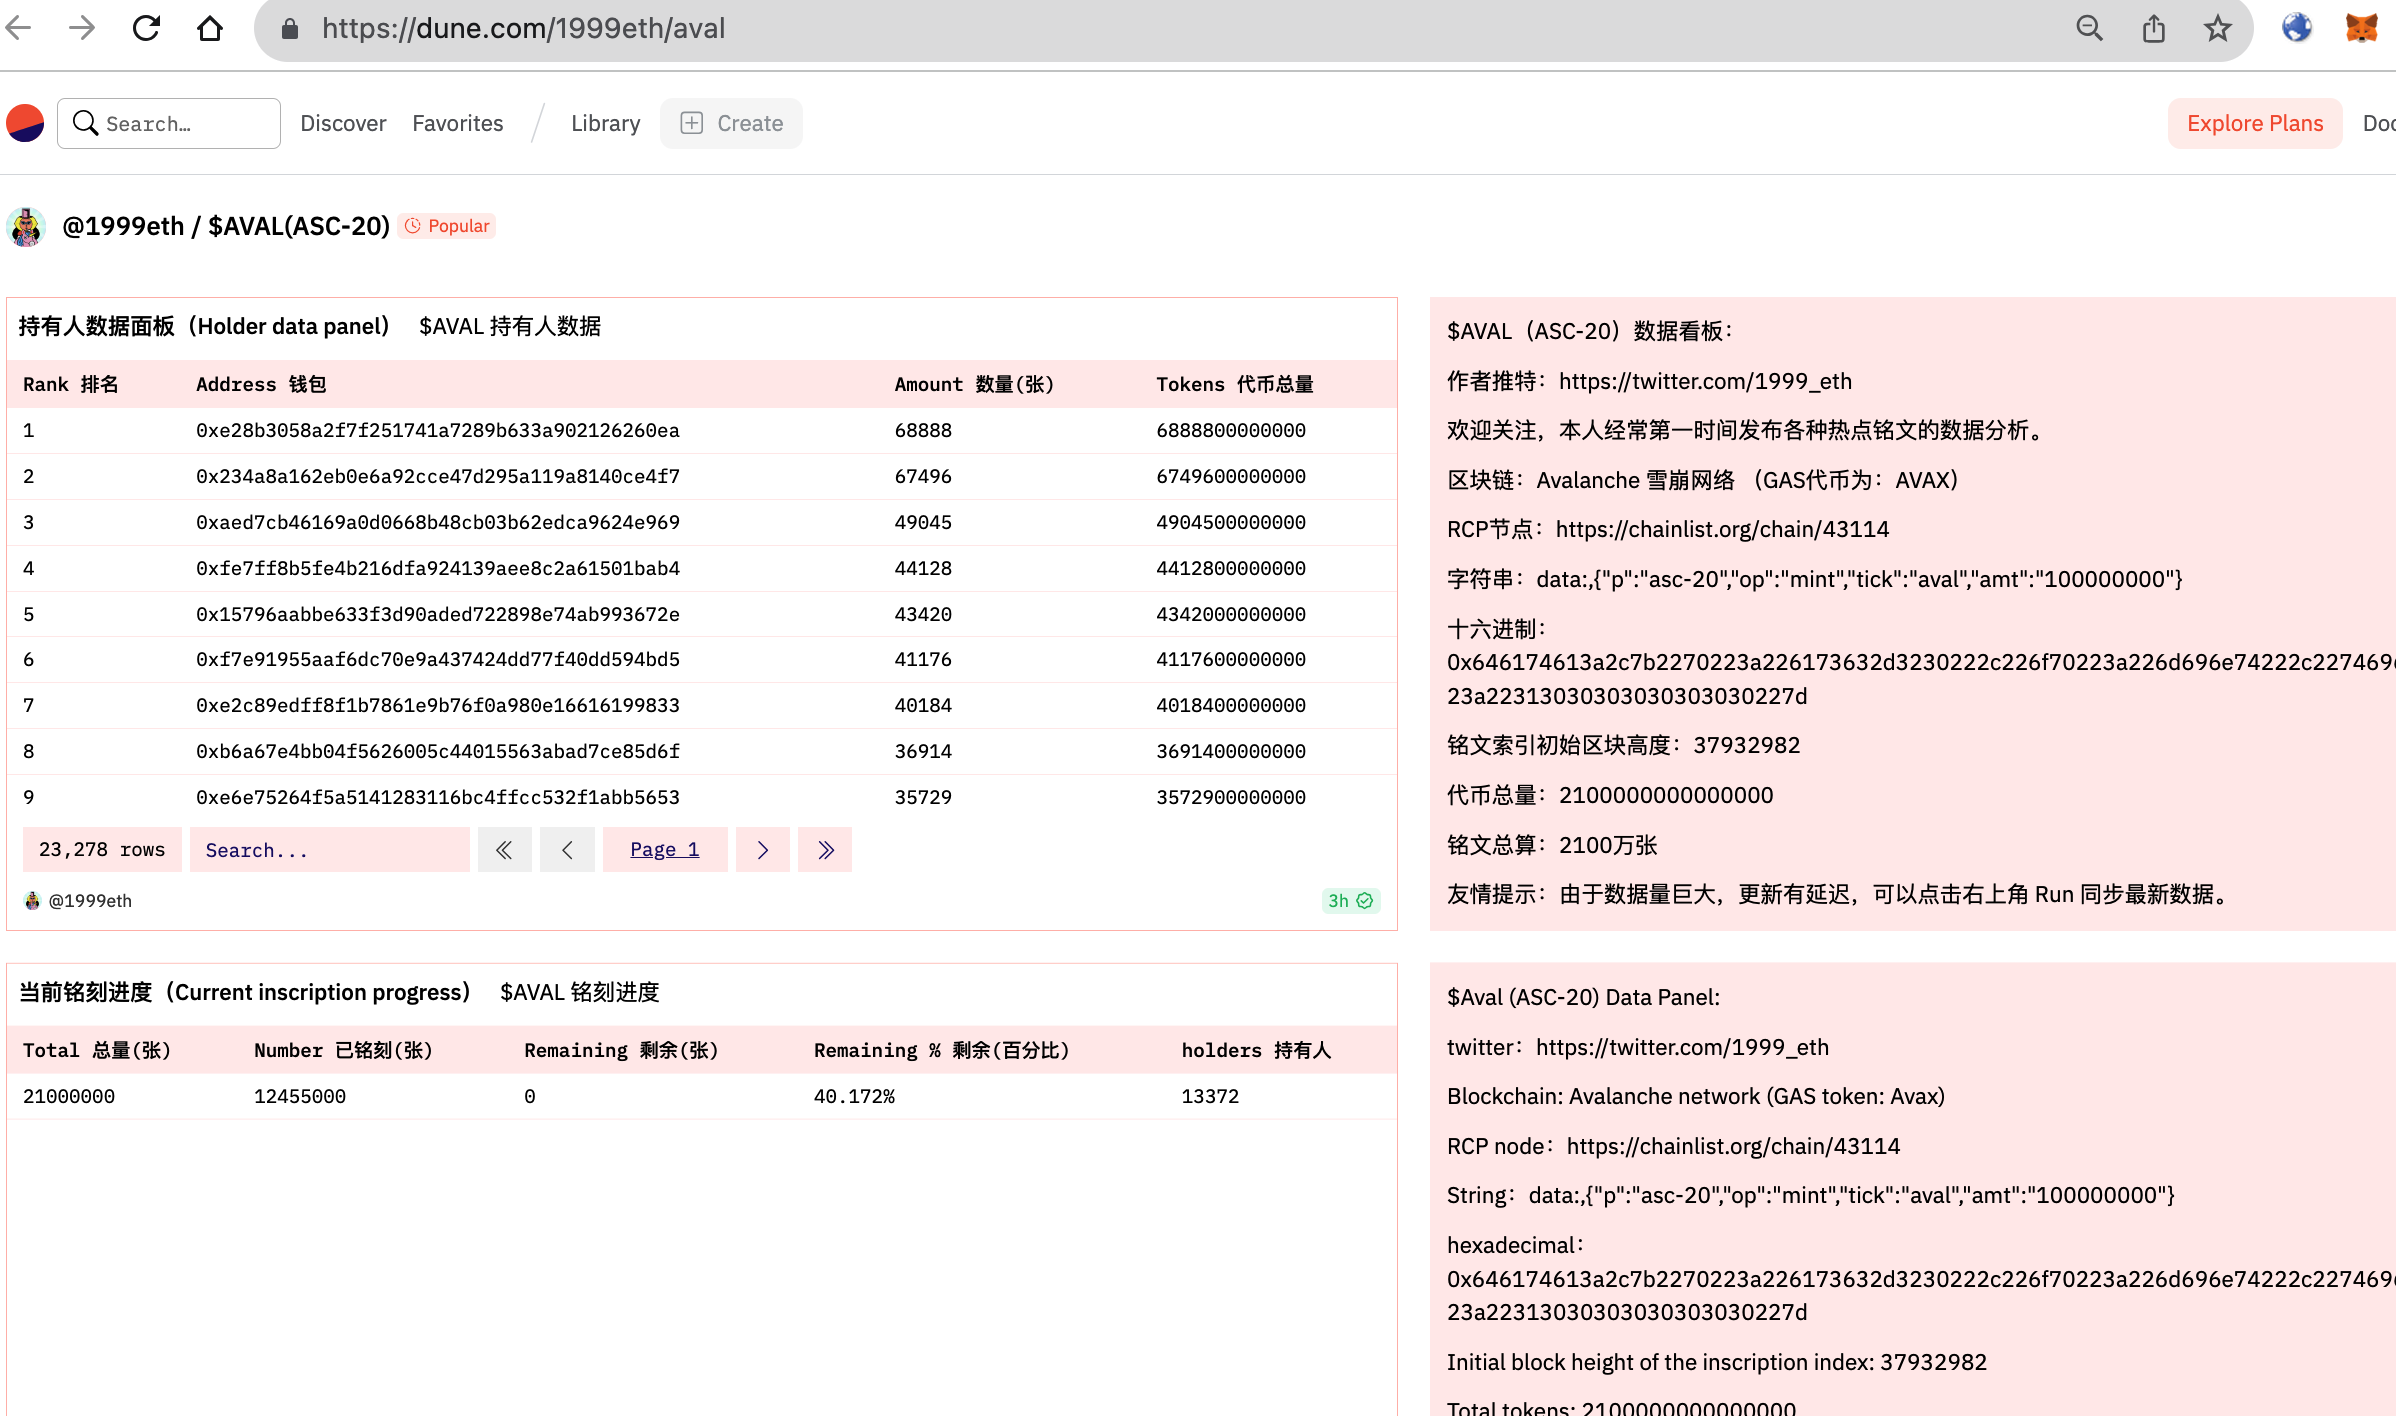 https://dune.com/1999eth/aval
Search…
Discover
Favorites
Library
Create
Explore Plans
@1999eth / $AVAL(ASC-20)
Popular
持有人数据面板（Holder data panel） $AVAL 持有人数据
Rank 排名 Address 钱包 Amount 数量(张) Tokens 代币总量
1 0xe28b3058a2f7f251741a7289b633a902126260ea 68888 6888800000000
2 0x234a8a162eb0e6a92cce47d295a119a8140ce4f7 67496 6749600000000
3 0xaed7cb46169a0d0668b48cb03b62edca9624e969 49045 4904500000000
4 0xfe7ff8b5fe4b216dfa924139aee8c2a61501bab4 44128 4412800000000
5 0x15796aabbe633f3d90aded722898e74ab993672e 43420 4342000000000
6 0xf7e91955aaf6dc70e9a437424dd77f40dd594bd5 41176 4117600000000
7 0xe2c89edff8f1b7861e9b76f0a980e16616199833 40184 4018400000000
8 0xb6a67e4bb04f5626005c44015563abad7ce85d6f 36914 3691400000000
9 0xe6e75264f5a5141283116bc4ffcc532f1abb5653 35729 3572900000000
23,278 rows Search... Page 1
@1999eth 3h
$AVAL（ASC-20）数据看板：
作者推特：https://twitter.com/1999_eth
欢迎关注，本人经常第一时间发布各种热点铭文的数据分析。
区块链：Avalanche 雪崩网络 （GAS代币为：AVAX）
RCP节点：https://chainlist.org/chain/43114
字符串：data:,{"p":"asc-20","op":"mint","tick":"aval","amt":"100000000"}
十六进制：
0x646174613a2c7b2270223a226173632d3230222c226f70223a226d696e74222c227469
23a22313030303030303030227d
铭文索引初始区块高度：37932982
代币总量：2100000000000000
铭文总算：2100万张
友情提示：由于数据量巨大，更新有延迟，可以点击右上角 Run 同步最新数据。
当前铭刻进度（Current inscription progress） $AVAL 铭刻进度
Total 总量(张) Number 已铭刻(张) Remaining 剩余(张) Remaining % 剩余(百分比) holders 持有人
21000000 12455000 0 40.172% 13372
$Aval (ASC-20) Data Panel:
twitter：https://twitter.com/1999_eth
Blockchain: Avalanche network (GAS token: Avax)
RCP node：https://chainlist.org/chain/43114
String：data:,{"p":"asc-20","op":"mint","tick":"aval","amt":"100000000"}
hexadecimal：
0x646174613a2c7b2270223a226173632d3230222c226f70223a226d696e74222c227469
23a22313030303030303030227d
Initial block height of the inscription index: 37932982
Total tokens: 2100000000000000